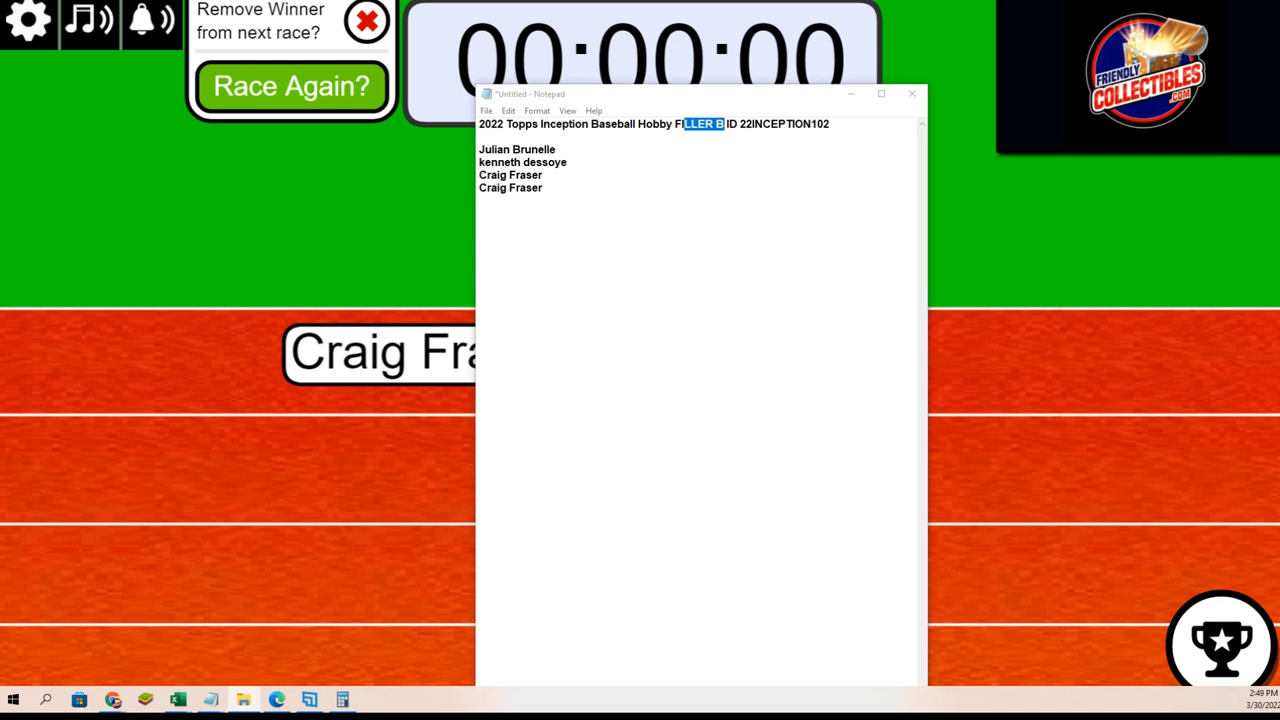 Remove Winner
from next race?
Race Again?
00:00:00
FRIENDLY
COLLECTIBLES
.COM
*Untitled - Notepad
File Edit Format View Help
2022 Topps Inception Baseball Hobby FILLER B ID 22INCEPTION102
Julian Brunelle
kenneth dessoye
Craig Fraser
Craig Fraser
Craig Fra
2:49 PM
3/30/2022